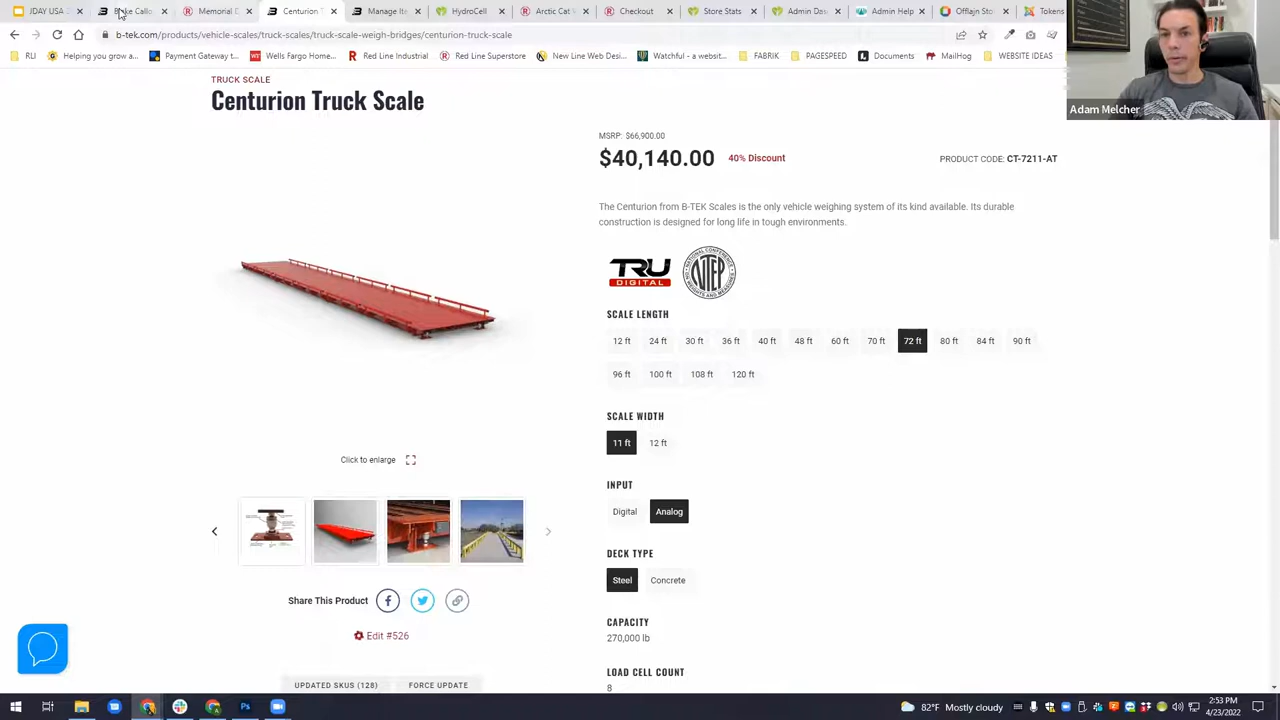 JDAY USA
Memorial D
Centurion T
Manage Ite
HydroCell
Arctic Cat
Store Stats
Checkout
Admin Help
Offlajn Sto
Tokens
tek.com/products/vehicle-scales/truck-scales/truck-scale-weighbridges/centurion-truck-scale
RLI
Helping you grow a...
Payment Gateway t...
Wells Fargo Home...
Red Line Industrie...
Red Line Superstore
New Line Web Desi...
Watchful - a websit...
FABRIK
PAGESPEED
Documents
MailHog
WEBSITE IDEAS
Adam Melcher
TRUCK SCALE
Centurion Truck Scale
MSRP: $66,900.00
$40,140.00 40% Discount
PRODUCT CODE: CT-7211-AT
The Centurion from B-TEK Scales is the only vehicle weighing system of its kind available. Its durable
construction is designed for long life in tough environments.
TRU
DIGITAL
NTEP
SCALE LENGTH
12 ft 24 ft 30 ft 36 ft 40 ft 48 ft 60 ft 70 ft 72 ft 80 ft 84 ft 90 ft
96 ft 100 ft 108 ft 120 ft
SCALE WIDTH
11 ft 12 ft
INPUT
Digital Analog
DECK TYPE
Steel Concrete
CAPACITY
270,000 lb
LOAD CELL COUNT
8
Click to enlarge
Share This Product
Edit #526
UPDATED SKUS (128) FORCE UPDATE
82°F Mostly cloudy
2:53 PM
4/23/2022